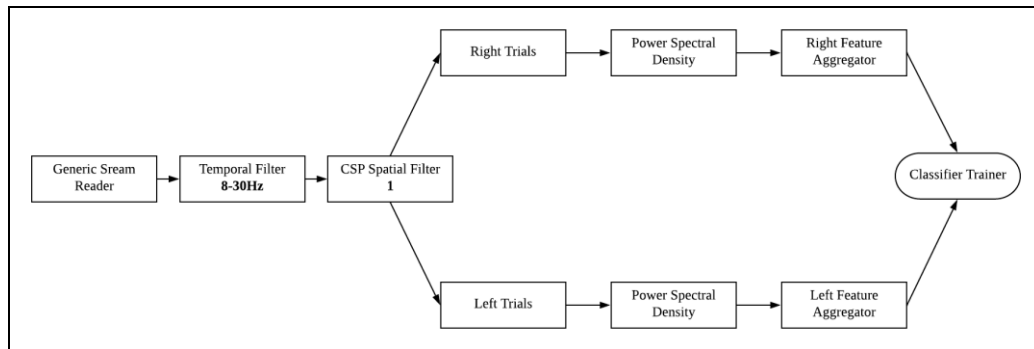 Right Trials
Power Spectral
Density
Right Feature
Aggregator
Generic Sream
Reader
Temporal Filter
8-30Hz
CSP Spatial Filter
1
Classifier Trainer
Left Trials
Power Spectral
Density
Left Feature
Aggregator